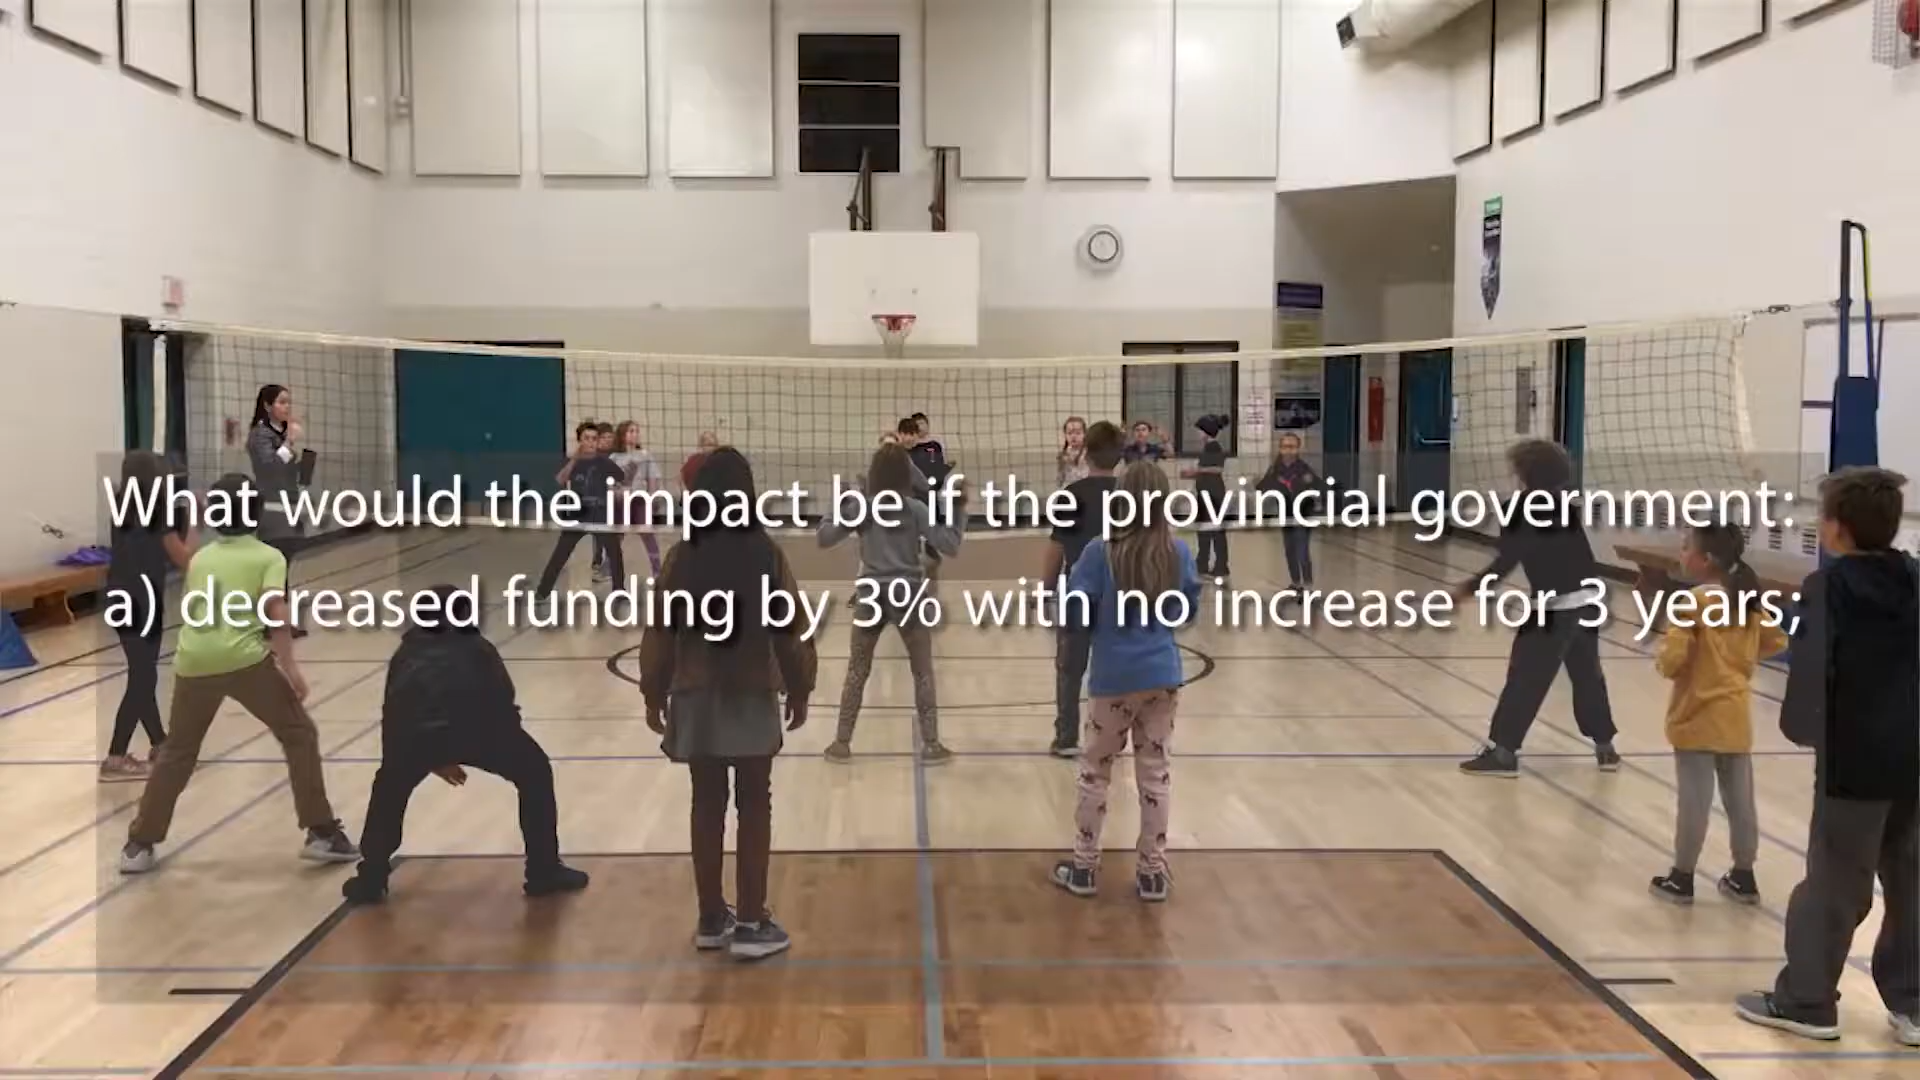 What would the impact be if the provincial government:
a) decreased funding by 3% with no increase for 3 years;